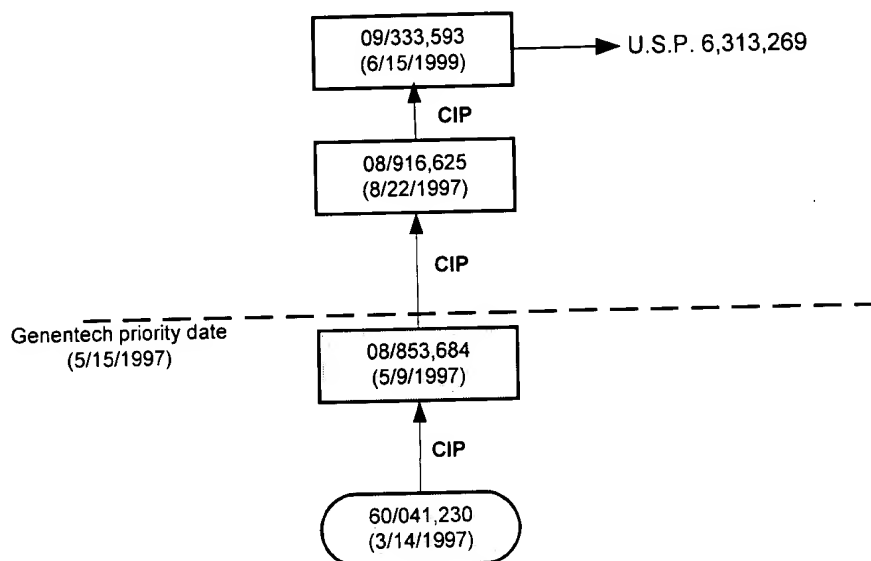 09/333,593
(6/15/1999)
U.S.P. 6,313,269
CIP
08/916,625
(8/22/1997)
CIP
Genentech priority date
(5/15/1997)
08/853,684
(5/9/1997)
CIP
60/041,230
(3/14/1997)